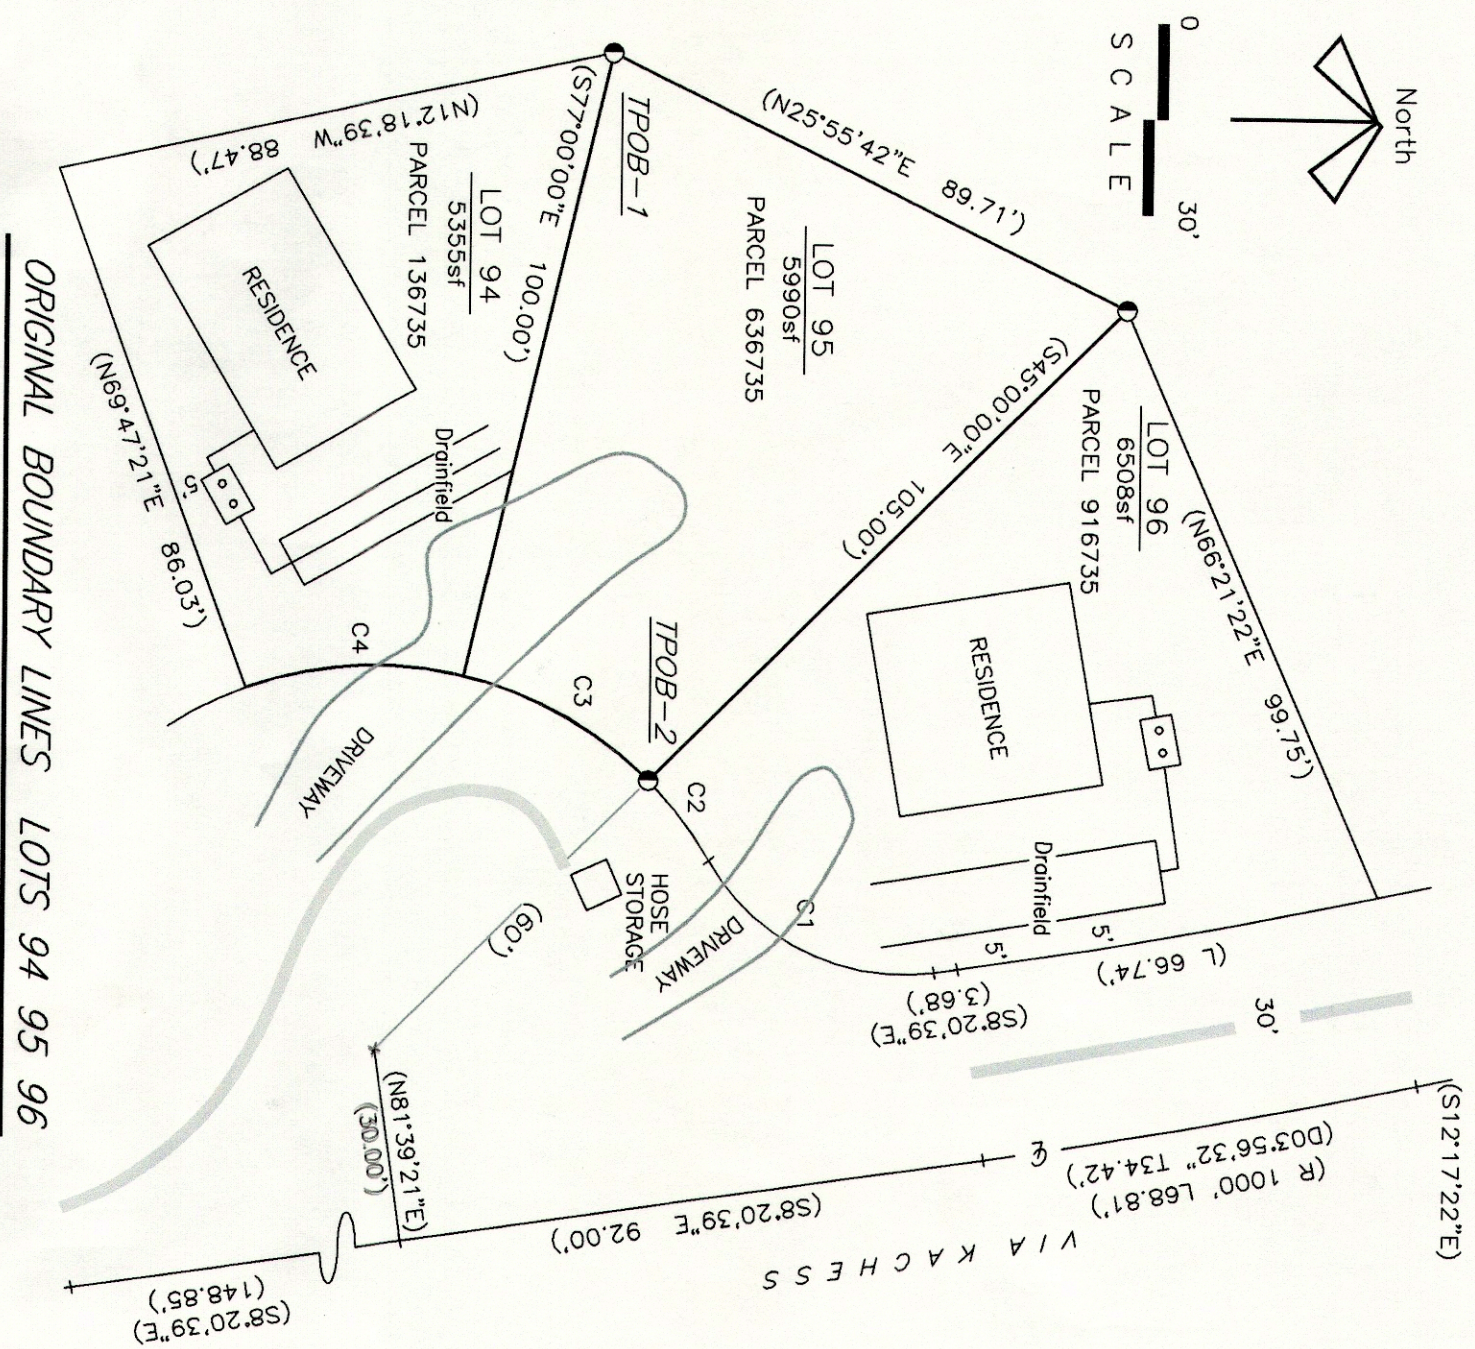 North
0
30'
SCALE
TPOB-1
(N25°55'42"E 89.71')
(N12°18'39"W
88.47')
(S77°00'00"E 100.00')
LOT 94
5355sf
PARCEL 136735
RESIDENCE
Drainfield
5'
(N69°47'21"E 86.03')
LOT 95
5990sf
PARCEL 636735
(S45°00'00"E 105.00')
LOT 96
6508sf
PARCEL 916735
(N66°21'22"E 99.75')
RESIDENCE
Drainfield
5'
5'
(L 66.74')
(S8°20'39"E)
(3.68')
30'
TPOB-2
C1
C2
C3
C4
DRIVEWAY
DRIVEWAY
HOSE
STORAGE
(60')
(N81°39'21"E)
(30.00')
(S12°17'22"E)
(R 1000' L68.81')
(D03°56'32" T34.42')
℄
(S8°20'39"E 92.00')
VIA KACHESS
(S8°20'39"E)
(148.85')
ORIGINAL BOUNDARY LINES LOTS 94 95 96